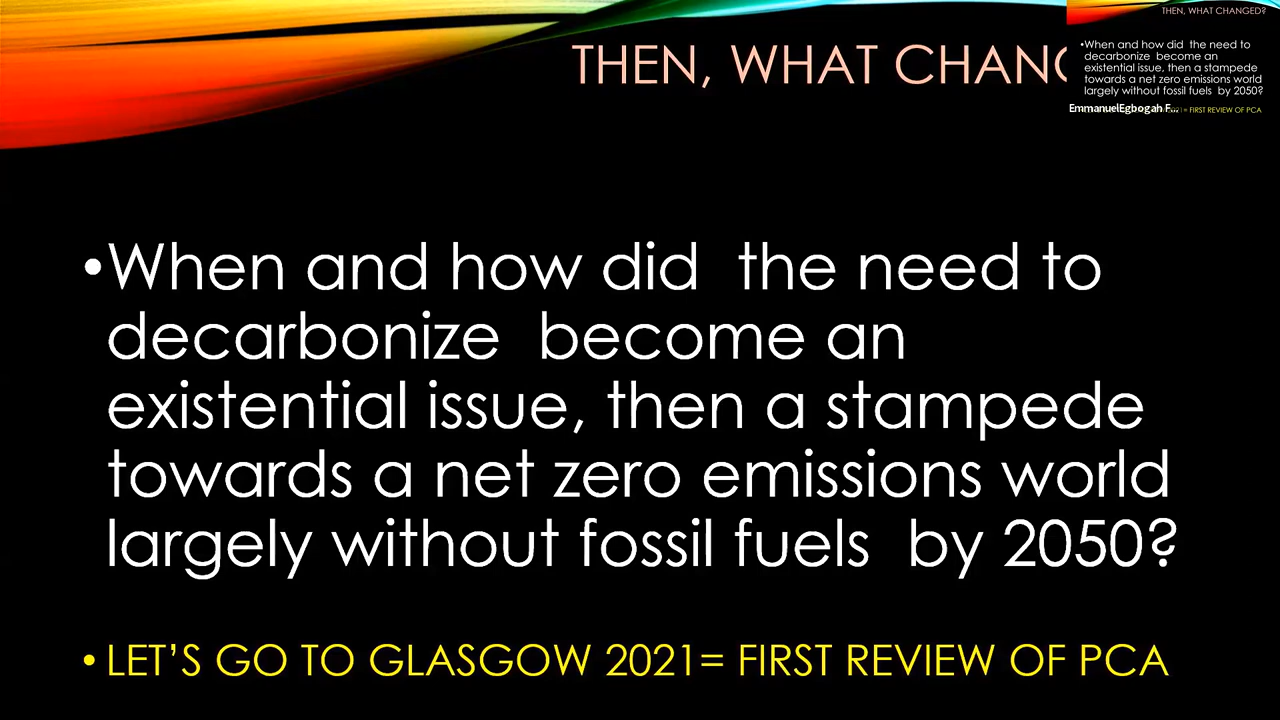 THEN, WHAT CHANG
•When and how did the need to
decarbonize become an
existential issue, then a stampede
towards a net zero emissions world
largely without fossil fuels by 2050?
• LET’S GO TO GLASGOW 2021= FIRST REVIEW OF PCA
THEN, WHAT CHANGED?
•When and how did the need to
decarbonize become an
existential issue, then a stampede
towards a net zero emissions world
largely without fossil fuels by 2050?
EmmanuelEgbogah F...
2021= FIRST REVIEW OF PCA